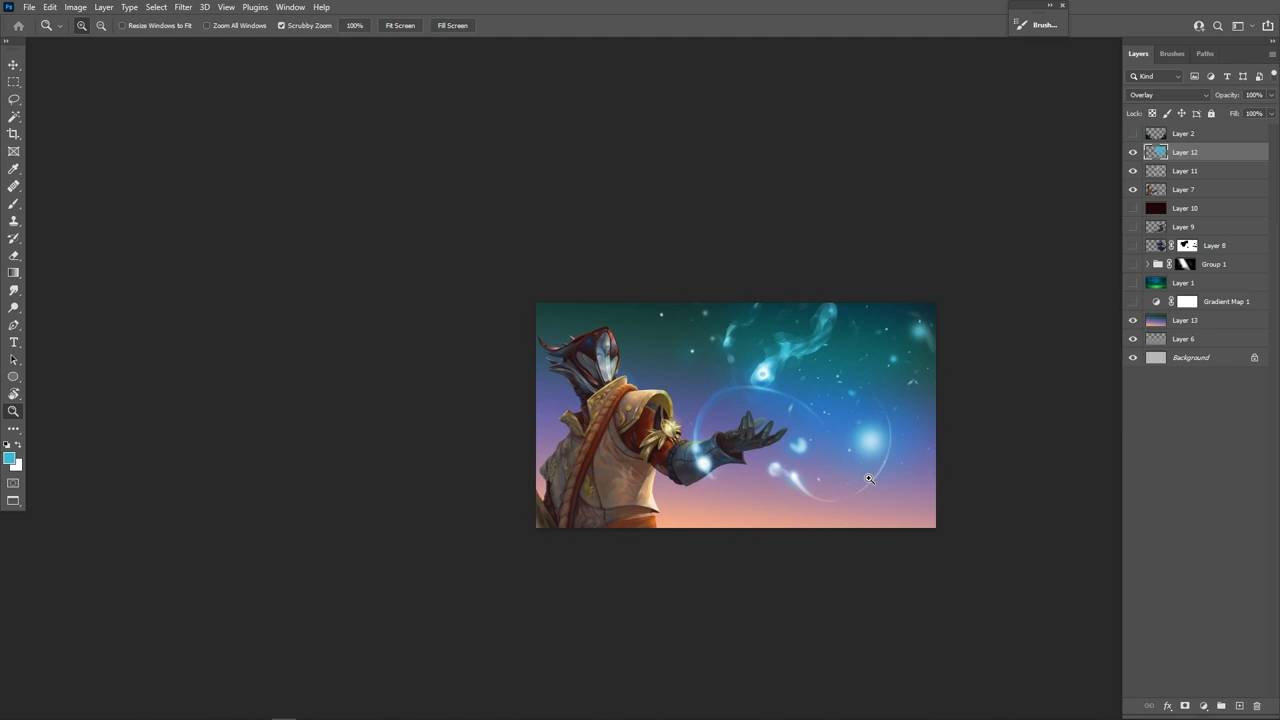 Ps File Edit Image Layer Type Select Filter 3D View Plugins Window Help
Resize Windows to Fit Zoom All Windows Scrubby Zoom 100% Fit Screen Fill Screen
Brush...
Layers Brushes Paths
Kind
Overlay Opacity: 100%
Lock: Fill: 100%
Layer 2
Layer 12
Layer 11
Layer 7
Layer 10
Layer 9
Layer 8
Group 1
Layer 1
Gradient Map 1
Layer 13
Layer 6
Background